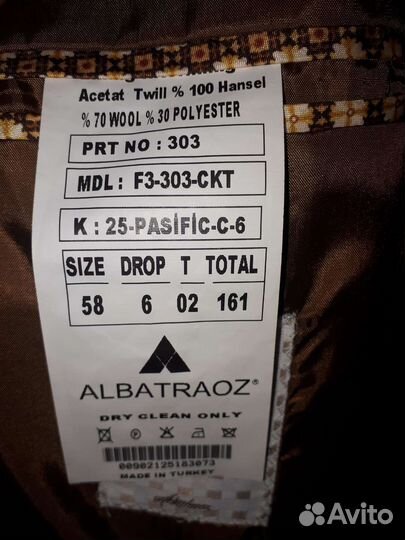 Acetat Twill % 100 Hansel
% 70 WOOL % 30 POLYESTER
PRT NO : 303
MDL : F3-303-CKT
K : 25-PASİFİC-C-6
SIZE DROP T TOTAL
58 6 02 161
ALBATRAOZ®
DRY CLEAN ONLY
00902125183073
MADE IN TURKEY
Avito